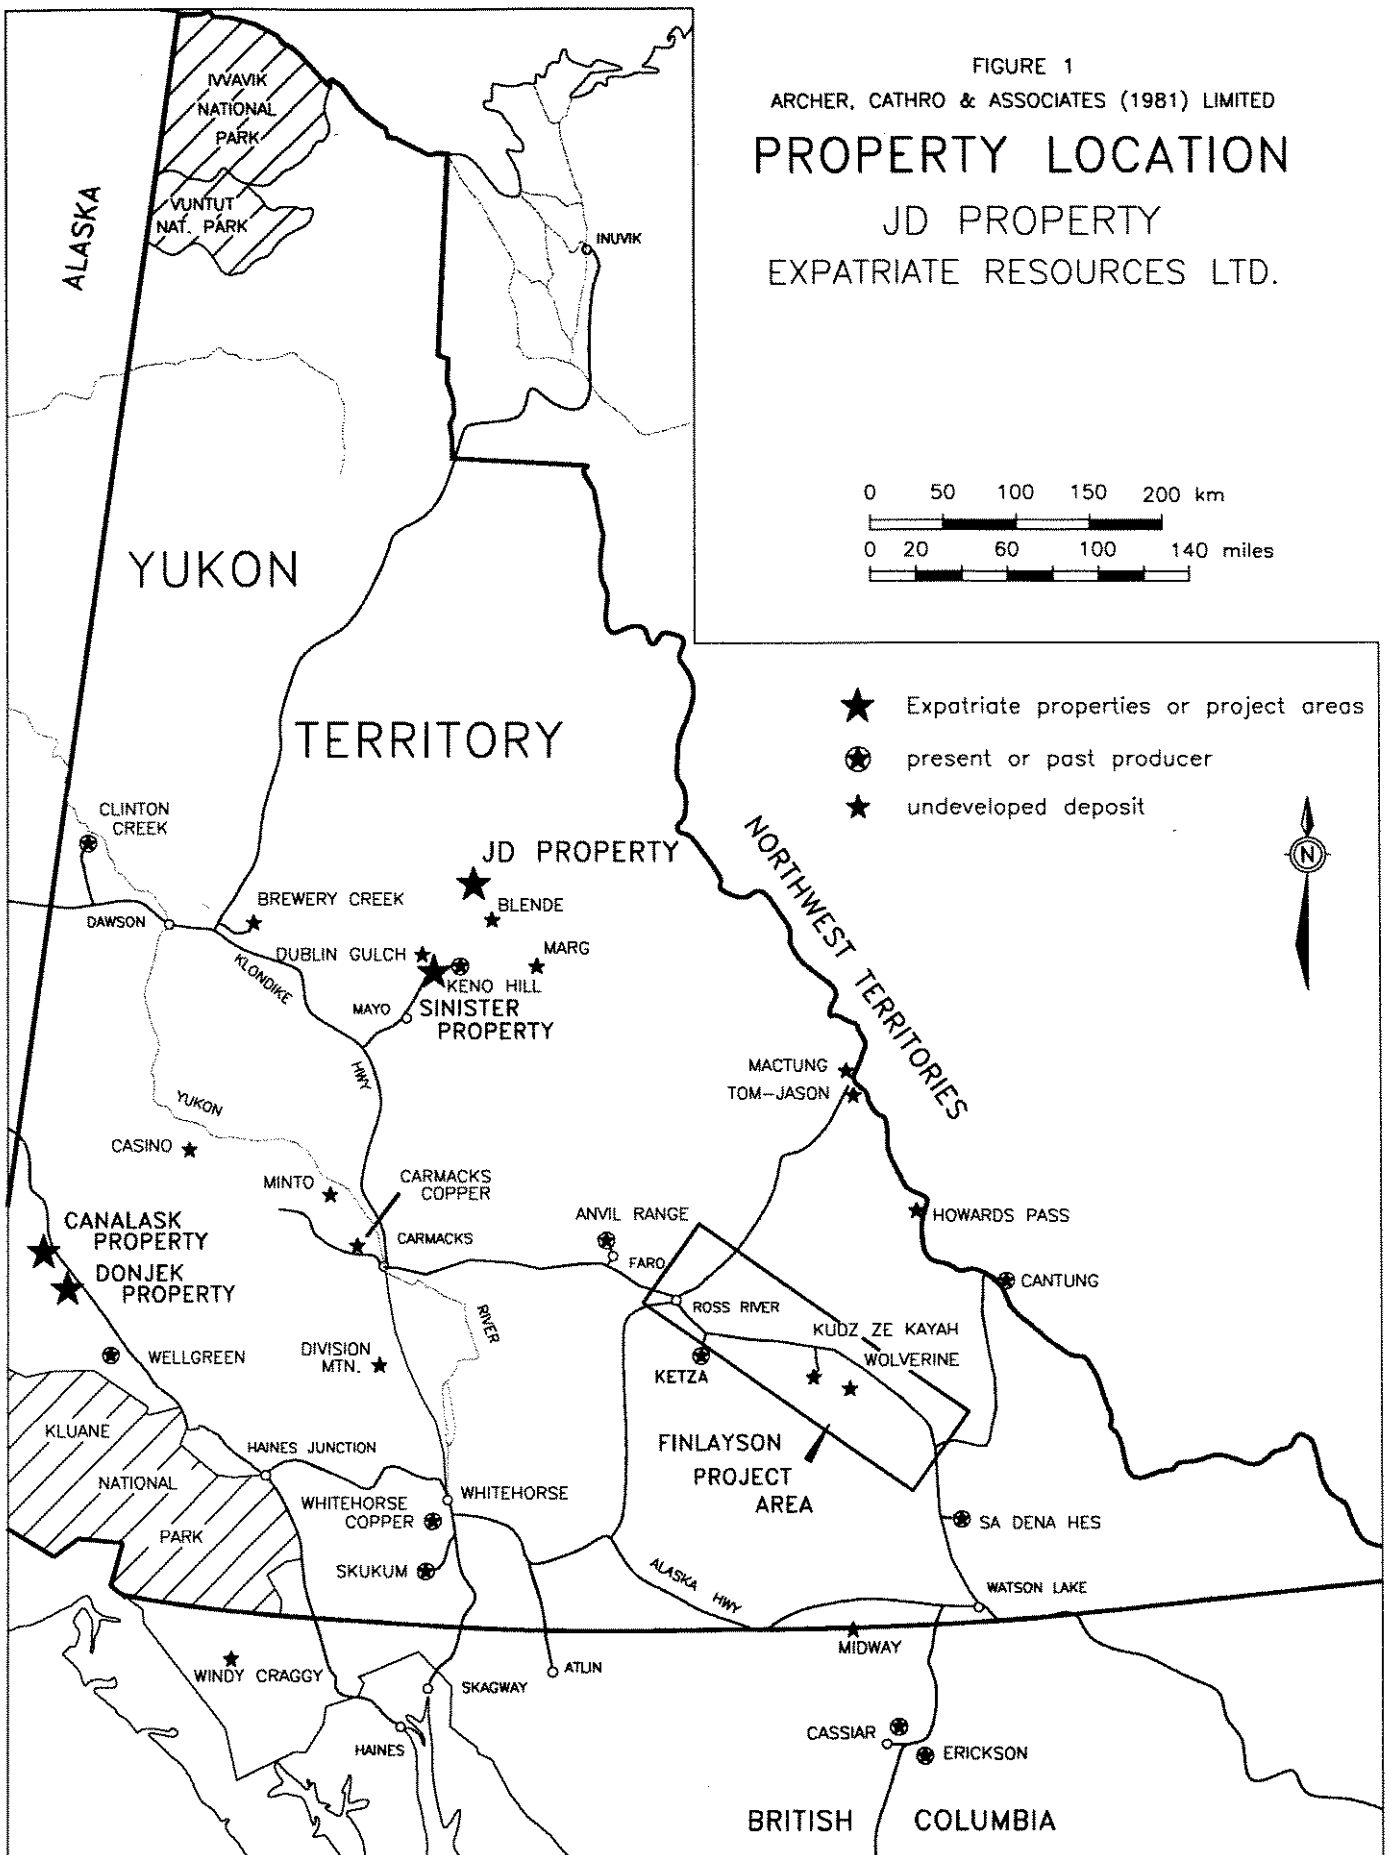 FIGURE 1
ARCHER, CATHRO & ASSOCIATES (1981) LIMITED
PROPERTY LOCATION
JD PROPERTY
EXPATRIATE RESOURCES LTD.
IVVAVIK
NATIONAL
PARK
VUNTUT
NAT. PARK
ALASKA
INUVIK
0 50 100 150 200 km
0 20 60 100 140 miles
YUKON
TERRITORY
Expatriate properties or project areas
present or past producer
undeveloped deposit
N
NORTHWEST TERRITORIES
CLINTON
CREEK
JD PROPERTY
BREWERY CREEK
BLENDE
DAWSON
DUBLIN GULCH
MARG
KLONDIKE
KENO HILL
MAYO
SINISTER
PROPERTY
HWY
MACTUNG
TOM-JASON
YUKON
CASINO
MINTO
CARMACKS
COPPER
CANALASK
PROPERTY
CARMACKS
ANVIL RANGE
HOWARDS PASS
FARO
DONJEK
PROPERTY
CANTUNG
ROSS RIVER
RIVER
KUDZ ZE KAYAH
WELLGREEN
DIVISION
MTN.
WOLVERINE
KETZA
KLUANE
NATIONAL
PARK
HAINES JUNCTION
FINLAYSON
PROJECT
AREA
WHITEHORSE
WHITEHORSE
COPPER
SA DENA HES
SKUKUM
ALASKA HWY
WATSON LAKE
MIDWAY
WINDY CRAGGY
ATLIN
SKAGWAY
HAINES
CASSIAR
ERICKSON
BRITISH COLUMBIA